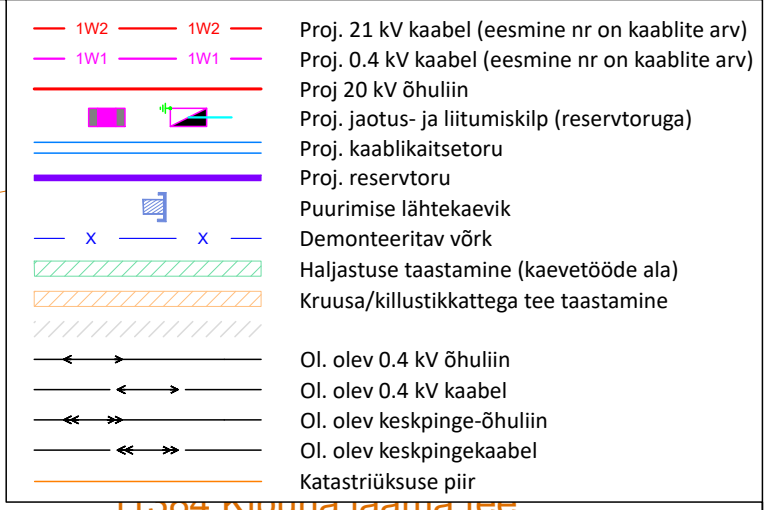 1W2 1W2 Proj. 21 kV kaabel (eesmine nr on kaablite arv)
1W1 1W1 Proj. 0.4 kV kaabel (eesmine nr on kaablite arv)
Proj 20 kV õhuliin
Proj. jaotus- ja liitumiskilp (reservtoruga)
Proj. kaablikaitsetoru
Proj. reservtoru
Puurimise lähtekaevik
X X Demonteeritav võrk
Haljastuse taastamine (kaevetööde ala)
Kruusa/killustikkattega tee taastamine
Ol. olev 0.4 kV õhuliin
Ol. olev 0.4 kV kaabel
Ol. olev keskpinge-õhuliin
Ol. olev keskpingekaabel
Katastriüksuse piir
tee